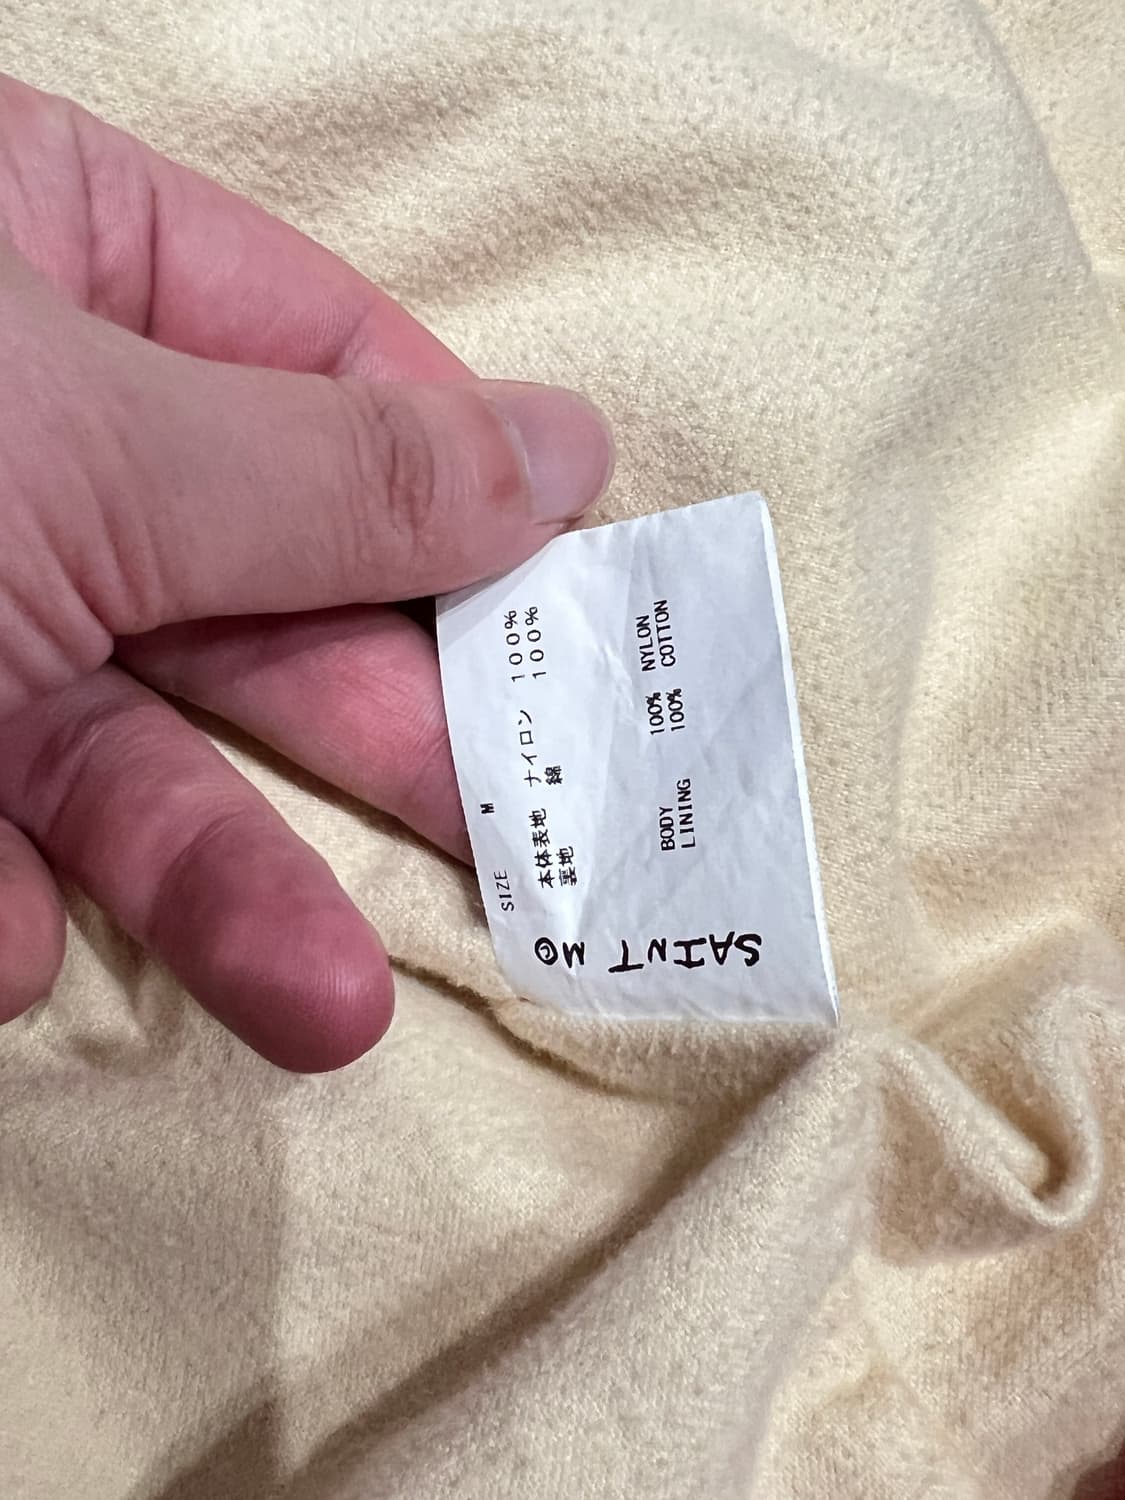 SIZE M
本体表地 ナイロン 100%
裏地 綿 100%
BODY 100% NYLON
LINING 100% COTTON
SAINT M©